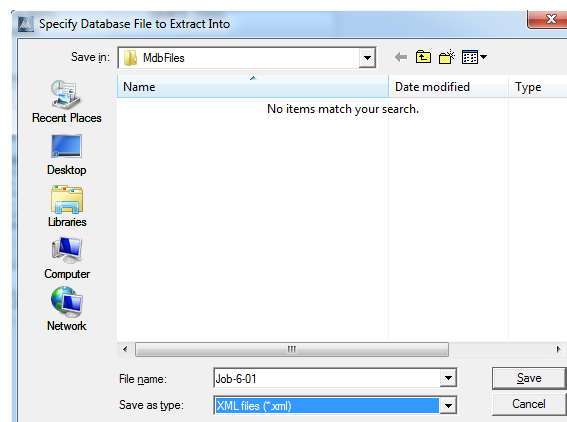 Specify Database File to Extract Into
Save in: MdbFiles
Name Date modified Type
No items match your search.
Recent Places
Desktop
Libraries
Computer
Network
File name: Job-6-01 Save
Save as type: XML files (*.xml) Cancel